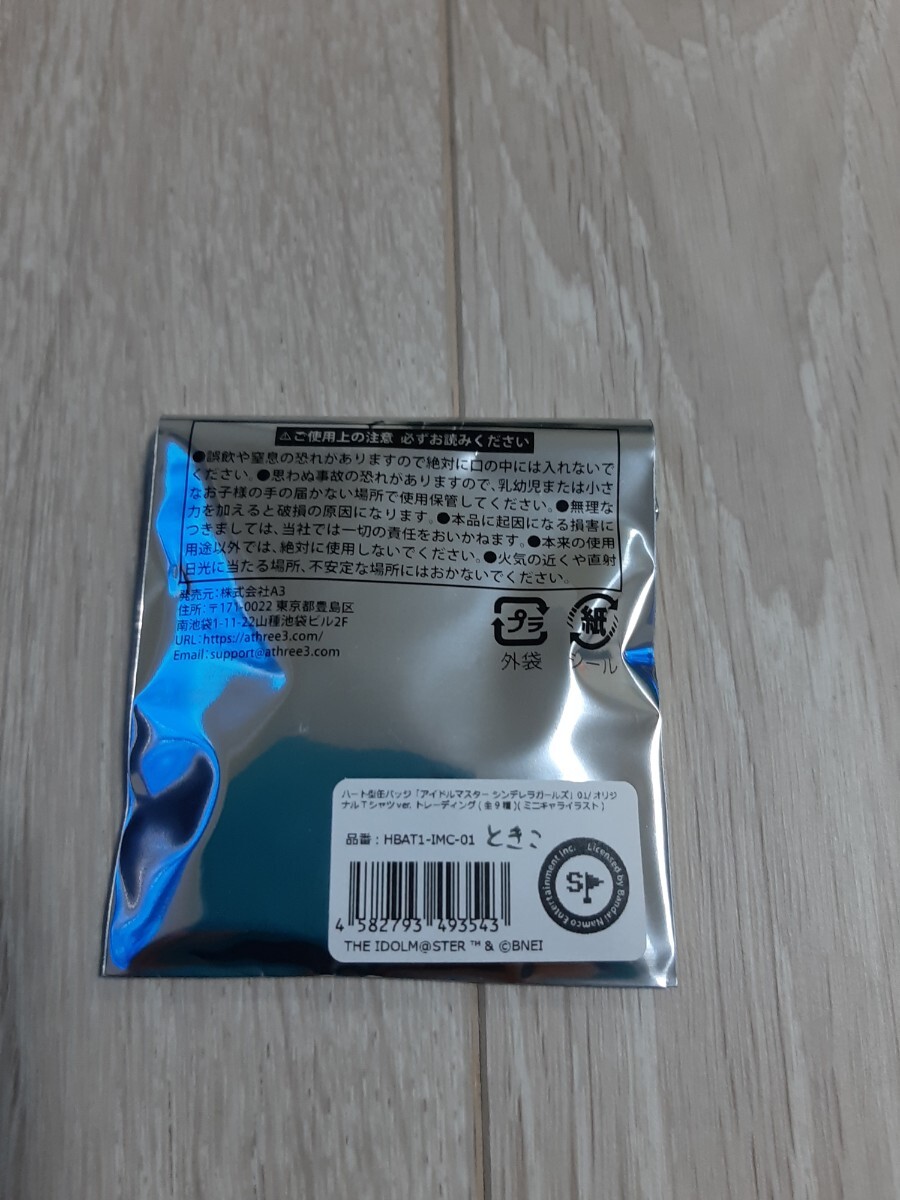 ⚠ご使用上の注意 必ずお読みください
●誤飲や窒息の恐れがありますので絶対に口の中には入れないで
ください。●思わぬ事故の恐れがありますので、乳幼児または小さ
なお子様の手の届かない場所で使用保管してください。●無理な
力を加えると破損の原因になります。●本品に起因になる損害に
つきましては、当社では一切の責任をおいかねます。●本来の使用
用途以外では、絶対に使用しないでください。●火気の近くや直射
日光に当たる場所、不安定な場所にはおかないでください。
発売元:株式会社A3
住所:〒171-0022 東京都豊島区
南池袋1-11-22山種池袋ビル2F
URL:https://athree3.com/
Email:support@athree3.com
プラ
外袋
紙
シール
ハート型缶バッジ「アイドルマスター シンデレラガールズ」01/オリジ
ナルTシャツver. トレーディング(全9種)(ミニキャライラスト)
品番:HBAT1-IMC-01 ときこ
4 582793 493543
THE IDOLM@STER ™ & ©BNEI
Licensed by Bandai Namco Entertainment Inc.